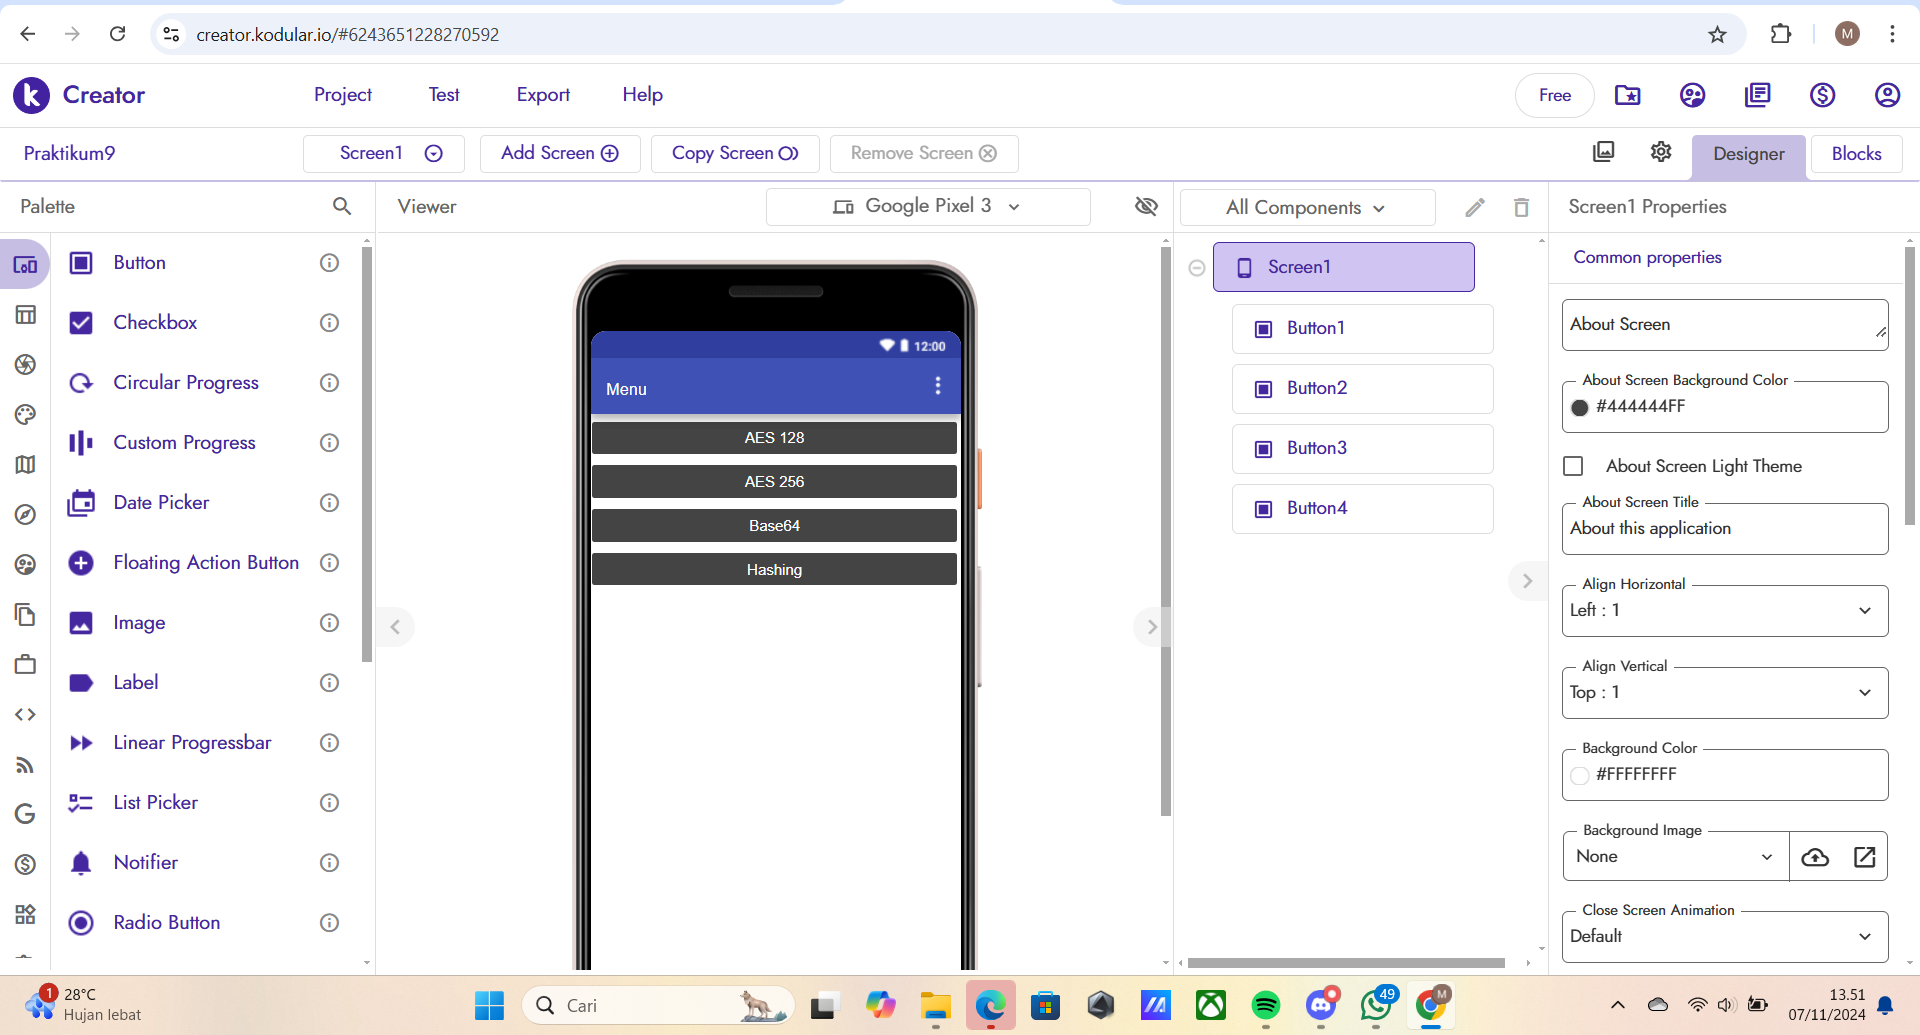 creator.kodular.io/#6243651228270592
M
k Creator
Project
Test
Export
Help
Free
Praktikum9
Screen1
Add Screen
Copy Screen
Remove Screen
Designer
Blocks
Palette
Viewer
Google Pixel 3
All Components
Screen1 Properties
Button
Checkbox
Circular Progress
Custom Progress
Date Picker
Floating Action Button
Image
Label
Linear Progressbar
List Picker
Notifier
Radio Button
12:00
Menu
AES 128
AES 256
Base64
Hashing
Screen1
Button1
Button2
Button3
Button4
Common properties
About Screen
About Screen Background Color
#444444FF
About Screen Light Theme
About Screen Title
About this application
Align Horizontal
Left : 1
Align Vertical
Top : 1
Background Color
#FFFFFFFF
Background Image
None
Close Screen Animation
Default
1
28°C
Hujan lebat
Cari
49
M
13.51
07/11/2024